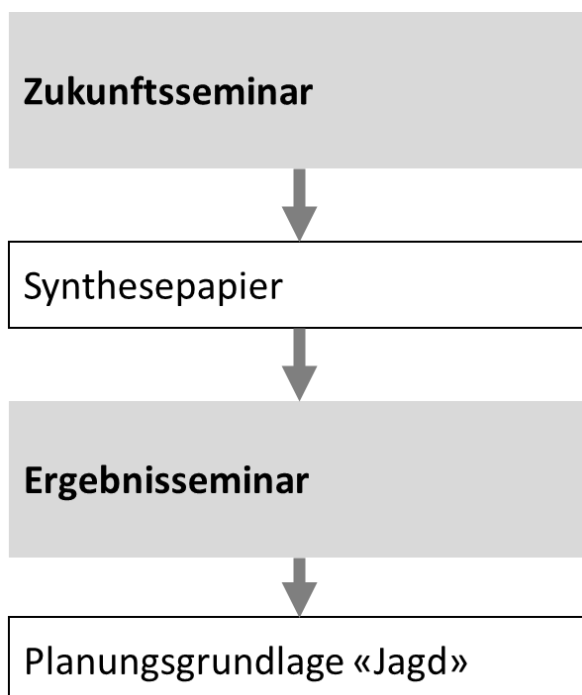 Zukunftsseminar
Synthesepapier
Ergebnisseminar
Planungsgrundlage «Jagd»